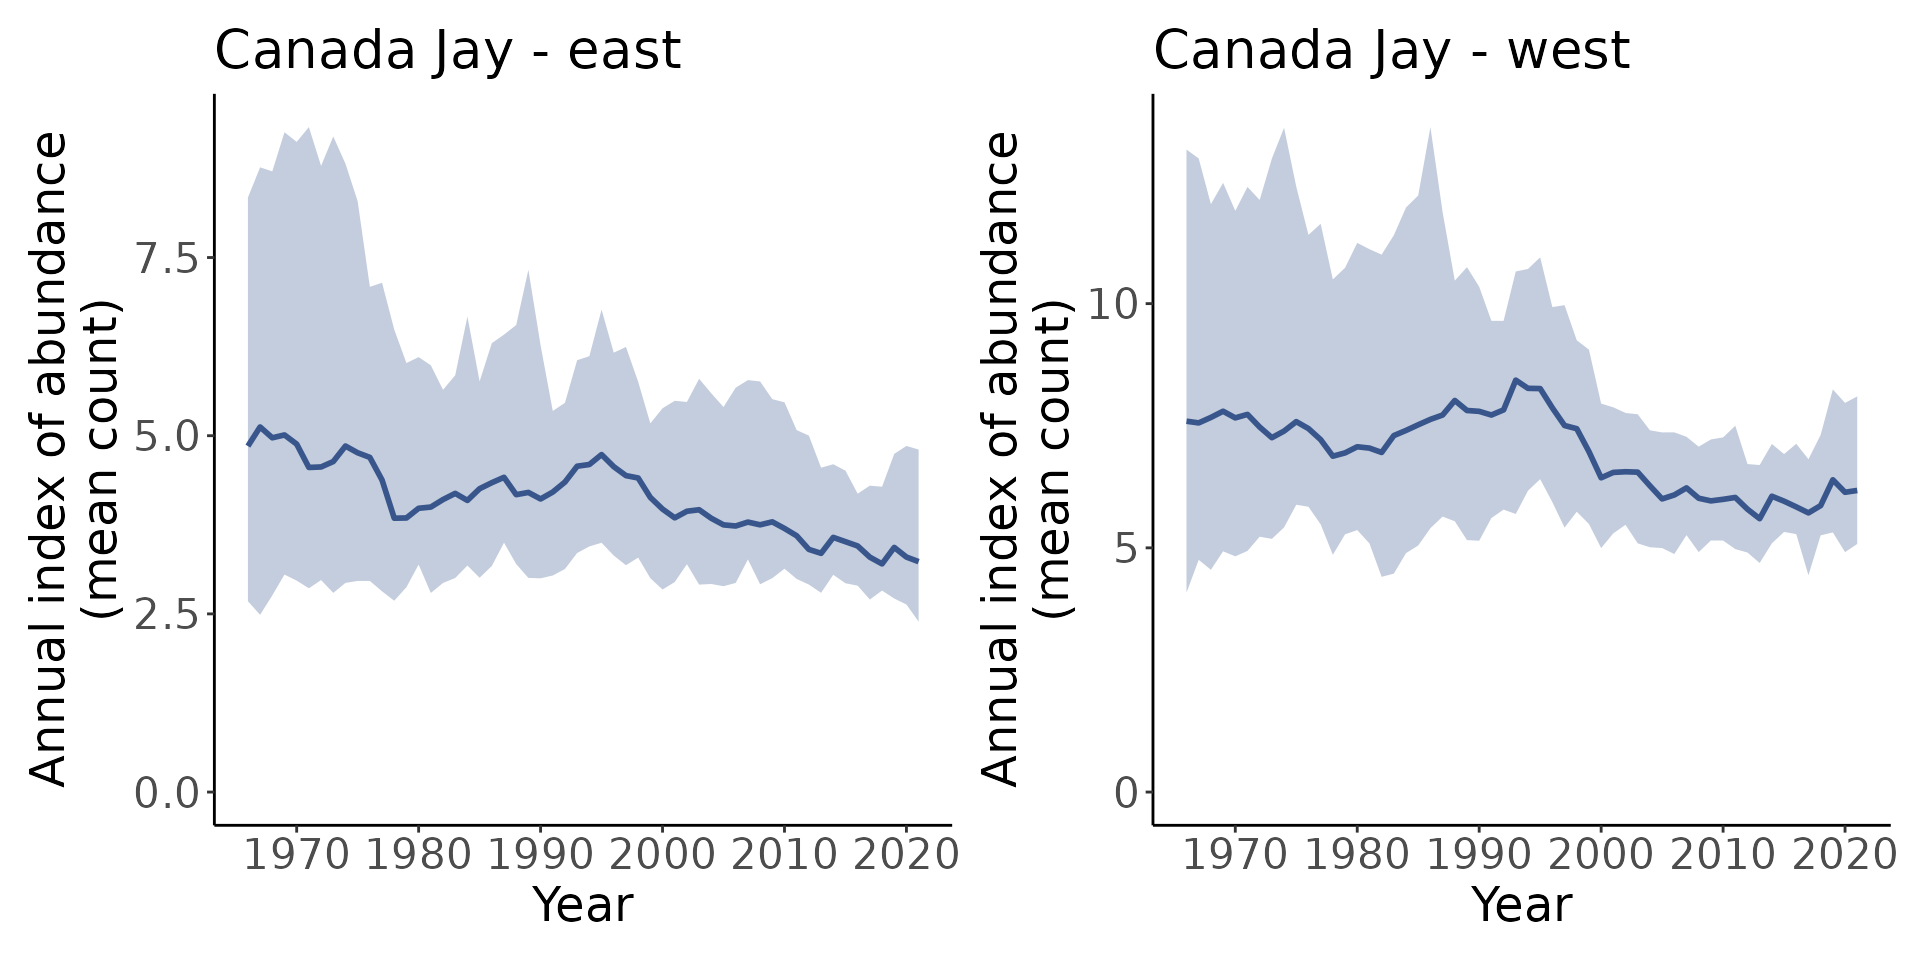 Canada Jay - east
Annual index of abundance
(mean count)
7.5
5.0
2.5
0.0
1970 1980 1990 2000 2010 2020
Year
Canada Jay - west
Annual index of abundance
(mean count)
10
5
0
1970 1980 1990 2000 2010 2020
Year